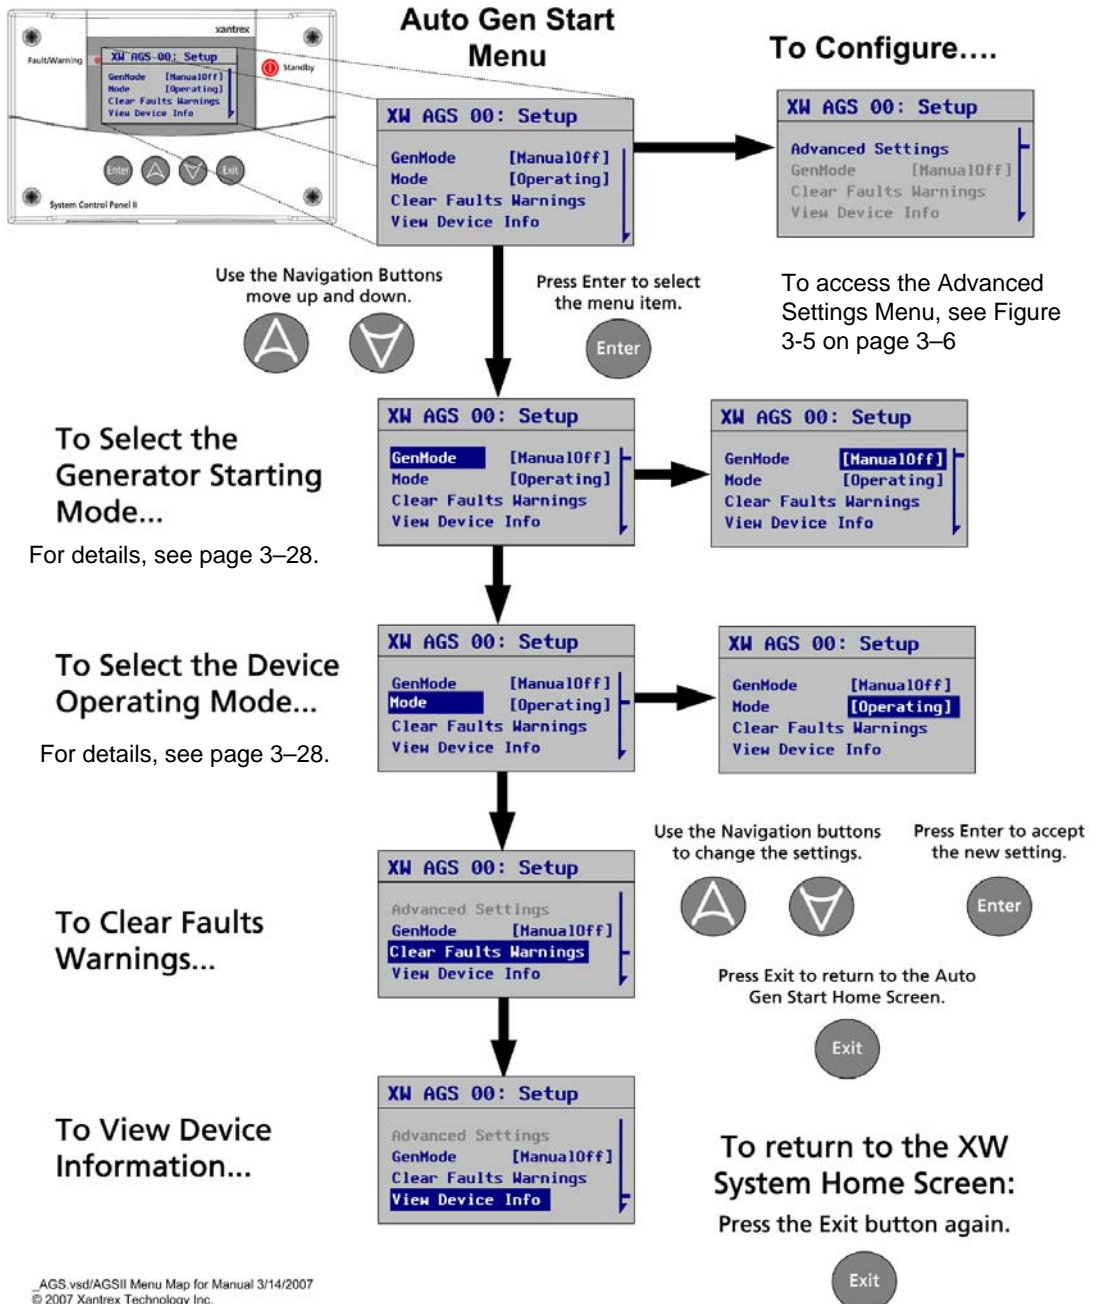 xantrex
Fault/Warning
XW AGS 00: Setup
GenMode [ManualOff]
Mode [Operating]
Clear Faults Warnings
View Device Info
Standby
Enter
Exit
System Control Panel II
Auto Gen Start
Menu
XW AGS 00: Setup
GenMode [ManualOff]
Mode [Operating]
Clear Faults Warnings
View Device Info
To Configure....
XW AGS 00: Setup
Advanced Settings
GenMode [ManualOff]
Clear Faults Warnings
View Device Info
Use the Navigation Buttons
move up and down.
Press Enter to select
the menu item.
Enter
To access the Advanced
Settings Menu, see Figure
3-5 on page 3–6
To Select the
Generator Starting
Mode...
For details, see page 3–28.
XW AGS 00: Setup
GenMode [ManualOff]
Mode [Operating]
Clear Faults Warnings
View Device Info
XW AGS 00: Setup
GenMode [ManualOff]
Mode [Operating]
Clear Faults Warnings
View Device Info
To Select the Device
Operating Mode...
For details, see page 3–28.
XW AGS 00: Setup
GenMode [ManualOff]
Mode [Operating]
Clear Faults Warnings
View Device Info
XW AGS 00: Setup
GenMode [ManualOff]
Mode [Operating]
Clear Faults Warnings
View Device Info
Use the Navigation buttons
to change the settings.
Press Enter to accept
the new setting.
Enter
To Clear Faults
Warnings...
XW AGS 00: Setup
Advanced Settings
GenMode [ManualOff]
Clear Faults Warnings
View Device Info
Press Exit to return to the Auto
Gen Start Home Screen.
Exit
To View Device
Information...
XW AGS 00: Setup
Advanced Settings
GenMode [ManualOff]
Clear Faults Warnings
View Device Info
To return to the XW
System Home Screen:
Press the Exit button again.
Exit
_AGS.vsd/AGSII Menu Map for Manual 3/14/2007
© 2007 Xantrex Technology Inc.